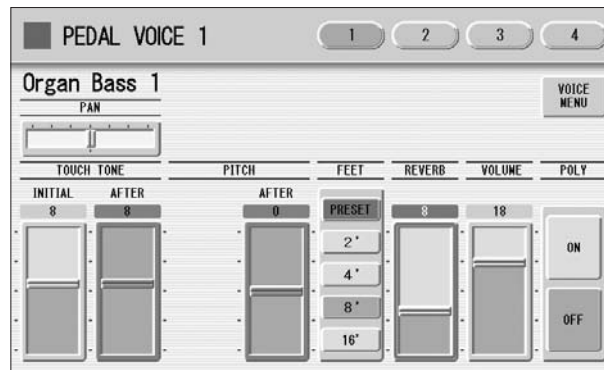 PEDAL VOICE 1 1 2 3 4
Organ Bass 1
VOICE
MENU
PAN
TOUCH TONE PITCH FEET REVERB VOLUME POLY
INITIAL AFTER AFTER
8 8 0 PRESET 8 18
2'
ON
4'
8'
OFF
16'